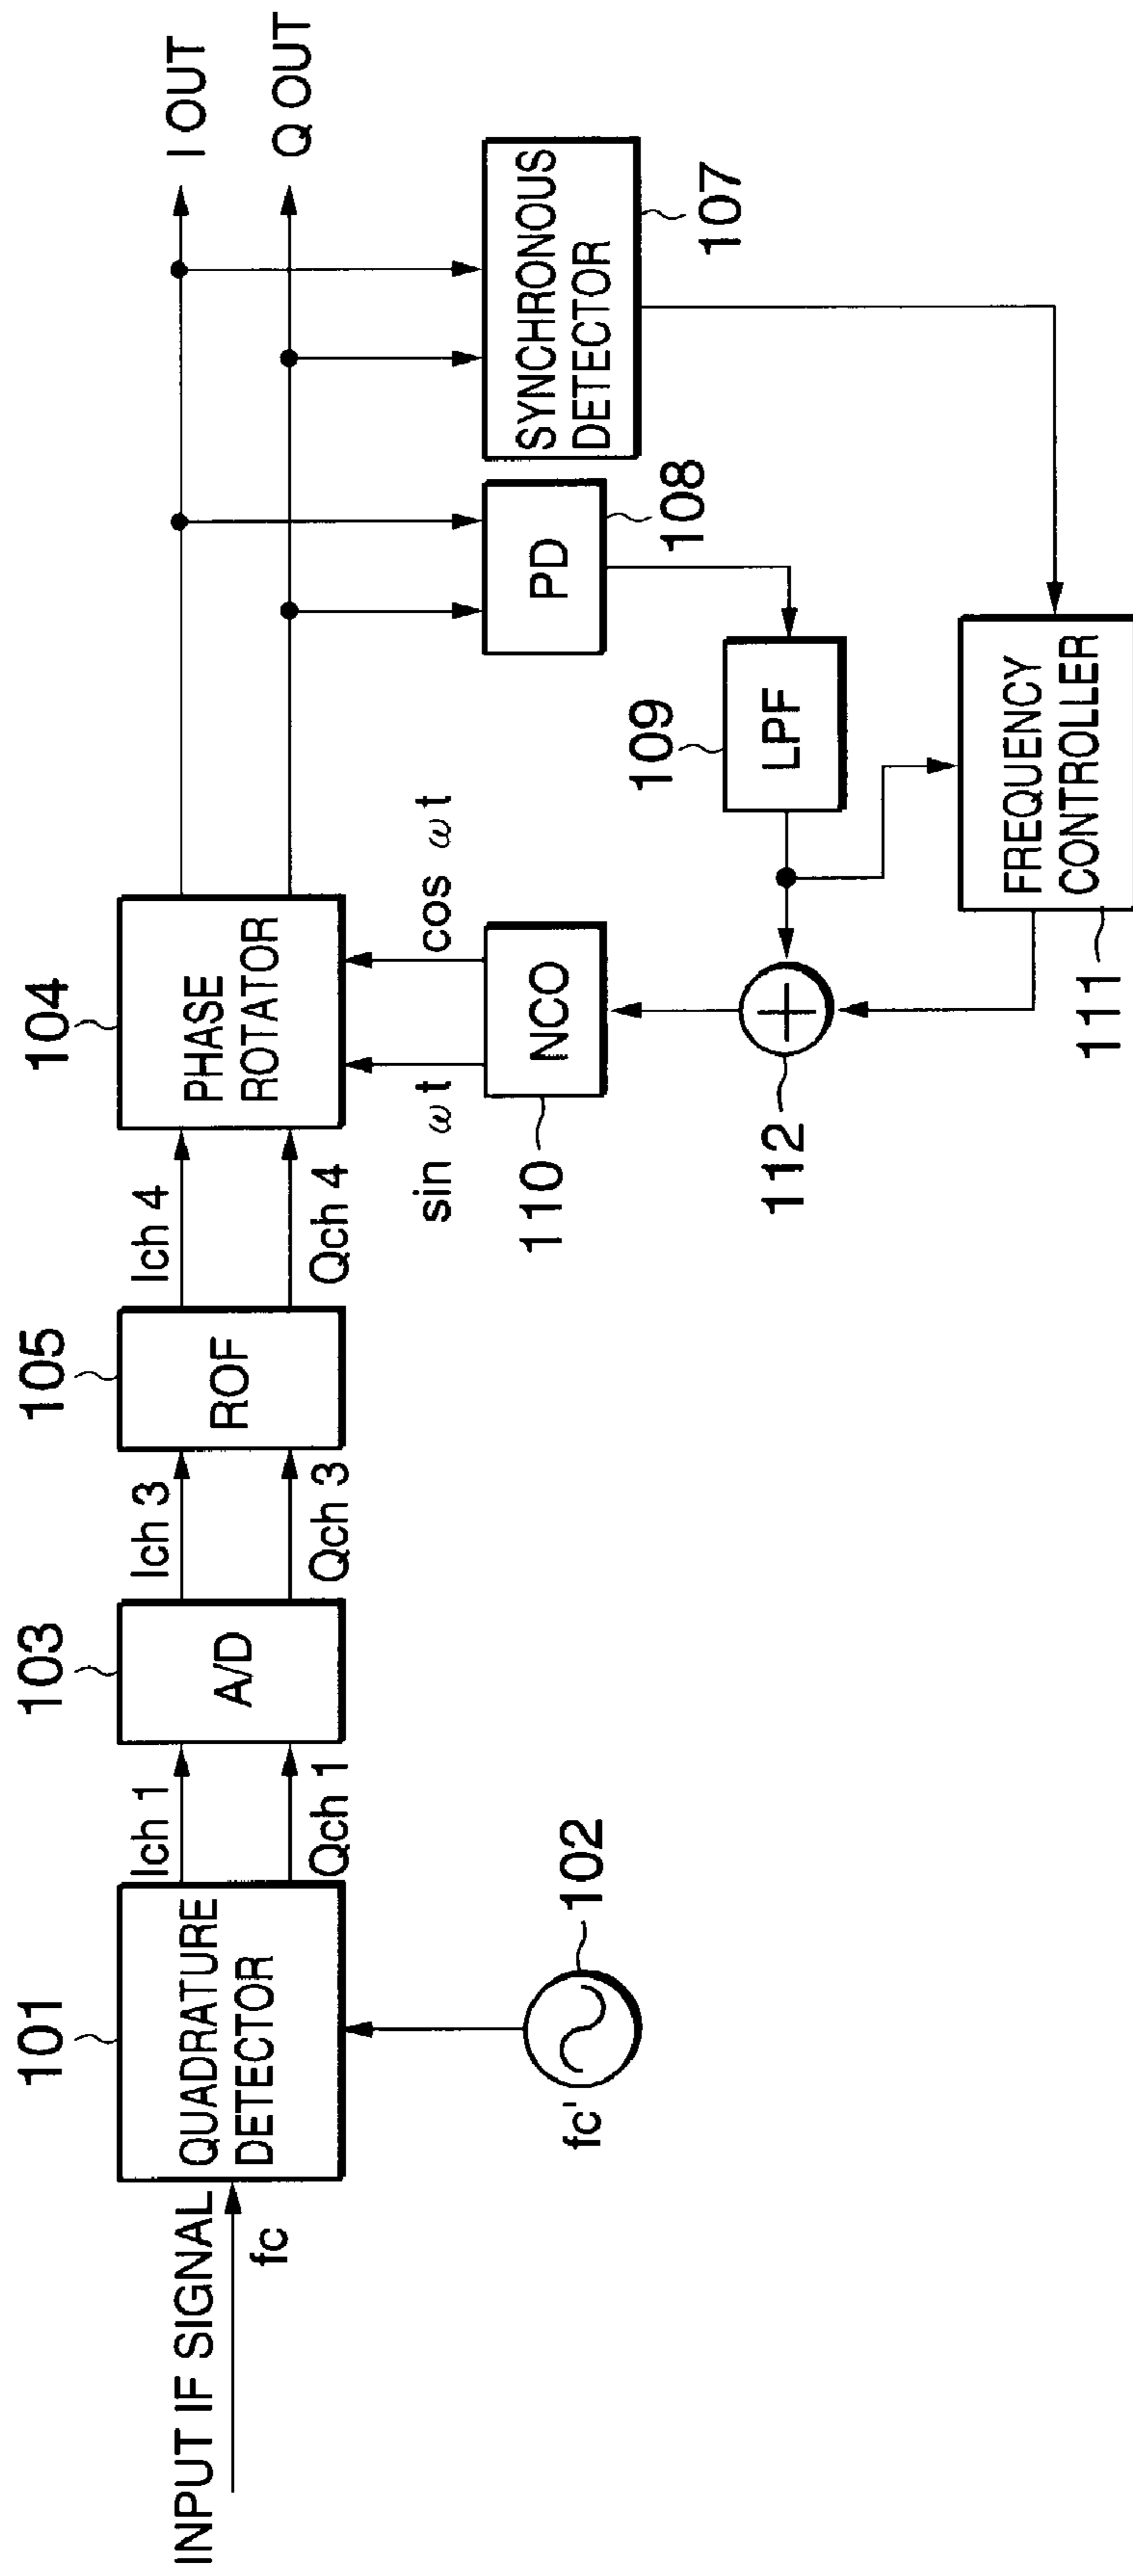 INPUT IF SIGNAL
fc
101
QUADRATURE
DETECTOR
fc'
102
Ich 1
Qch 1
103
A/D
Ich 3
Qch 3
105
ROF
Ich 4
Qch 4
104
PHASE
ROTATOR
sin ωt
cos ωt
110
NCO
112
109
LPF
108
PD
SYNCHRONOUS
DETECTOR
107
FREQUENCY
CONTROLLER
111
I OUT
Q OUT